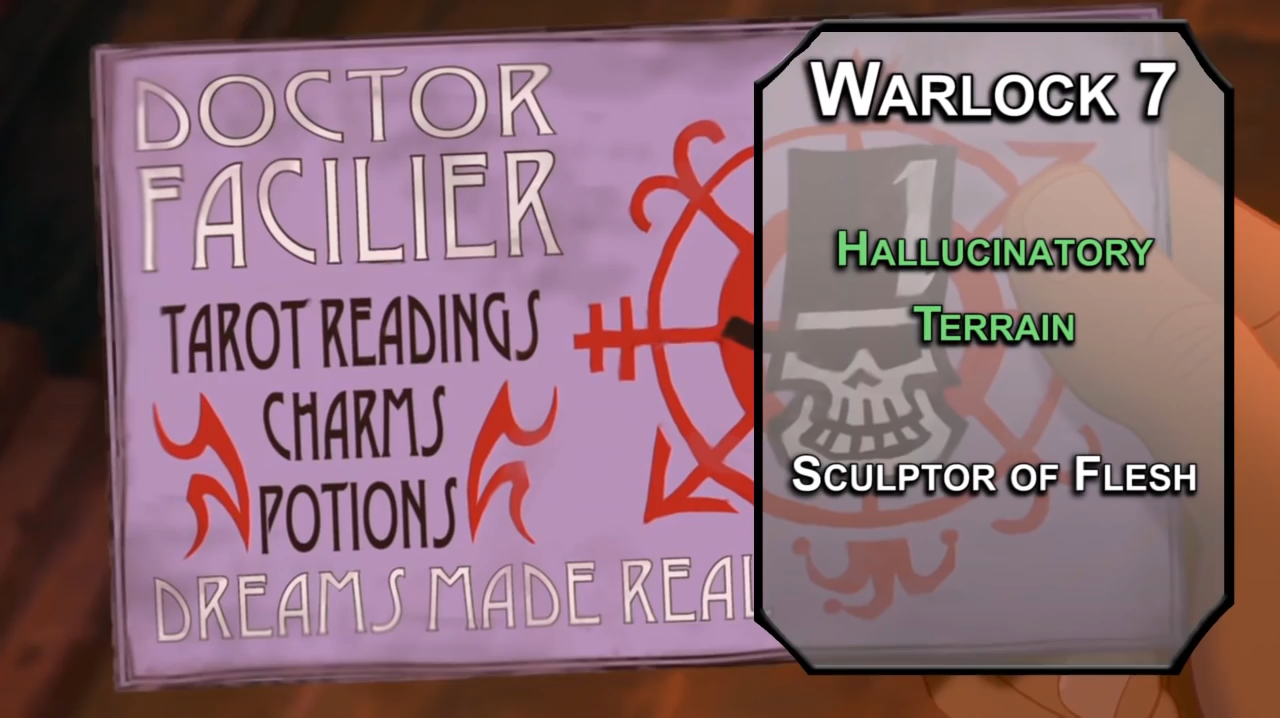 DOCTOR
FACILIER
TAROT READINGS
CHARMS
POTIONS
DREAMS MADE REAL
WARLOCK 7
HALLUCINATORY
TERRAIN
SCULPTOR OF FLESH